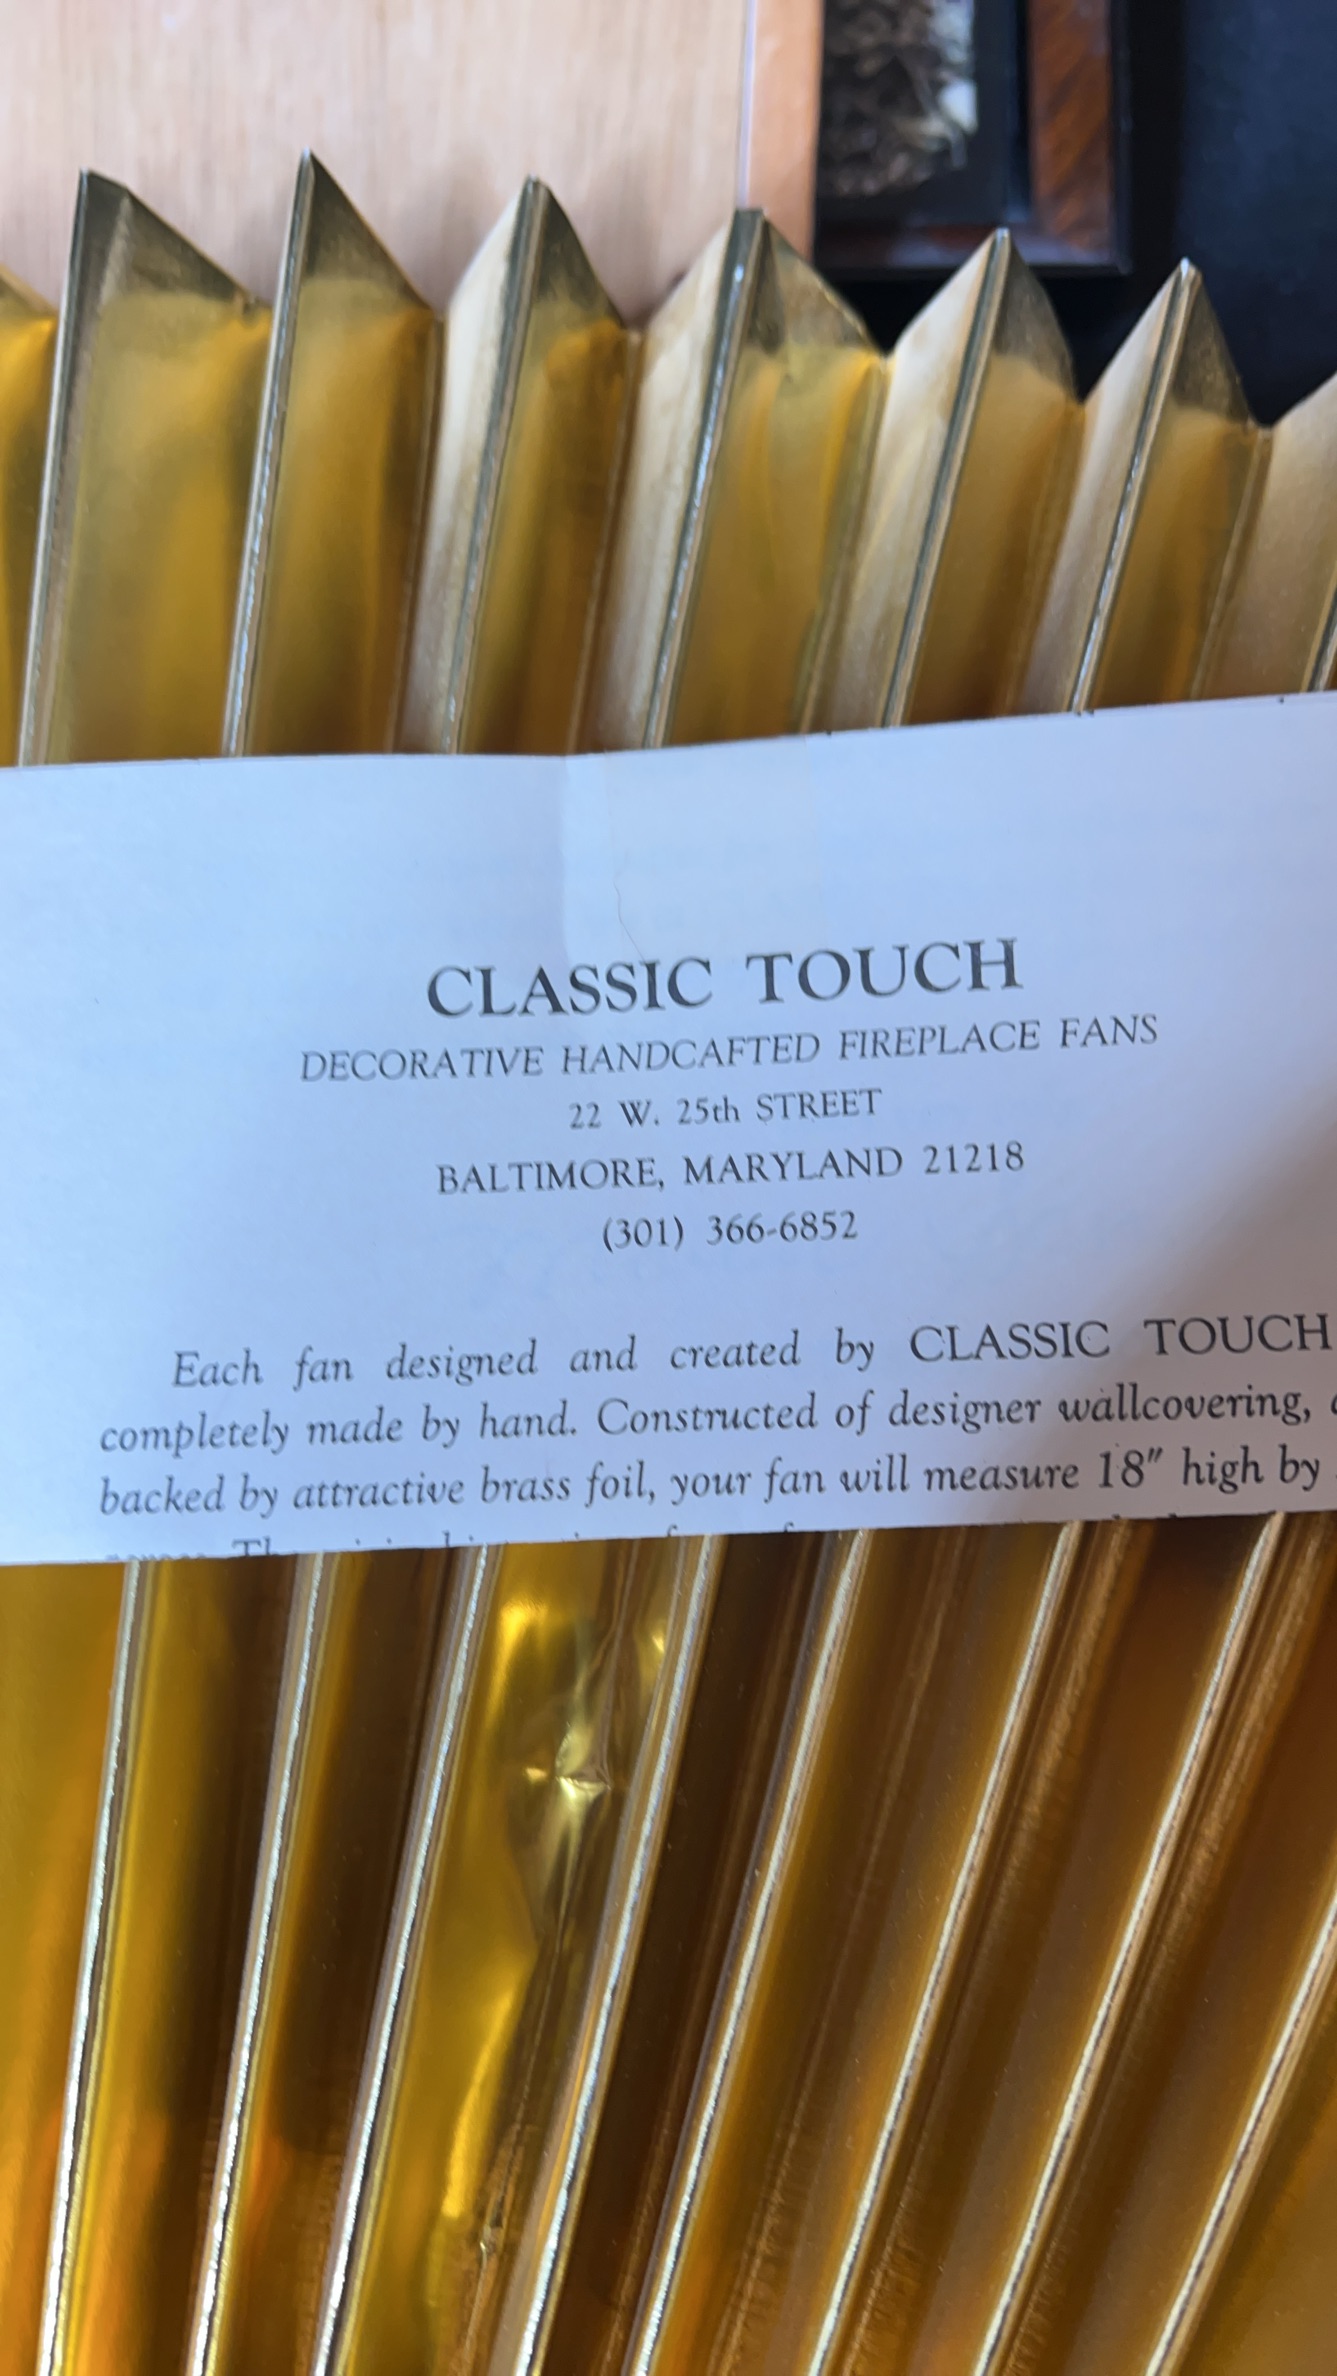 CLASSIC TOUCH
DECORATIVE HANDCAFTED FIREPLACE FANS
22 W. 25th STREET
BALTIMORE, MARYLAND 21218
(301) 366-6852
Each fan designed and created by CLASSIC TOUCH
completely made by hand. Constructed of designer wallcovering,
backed by attractive brass foil, your fan will measure 18" high by